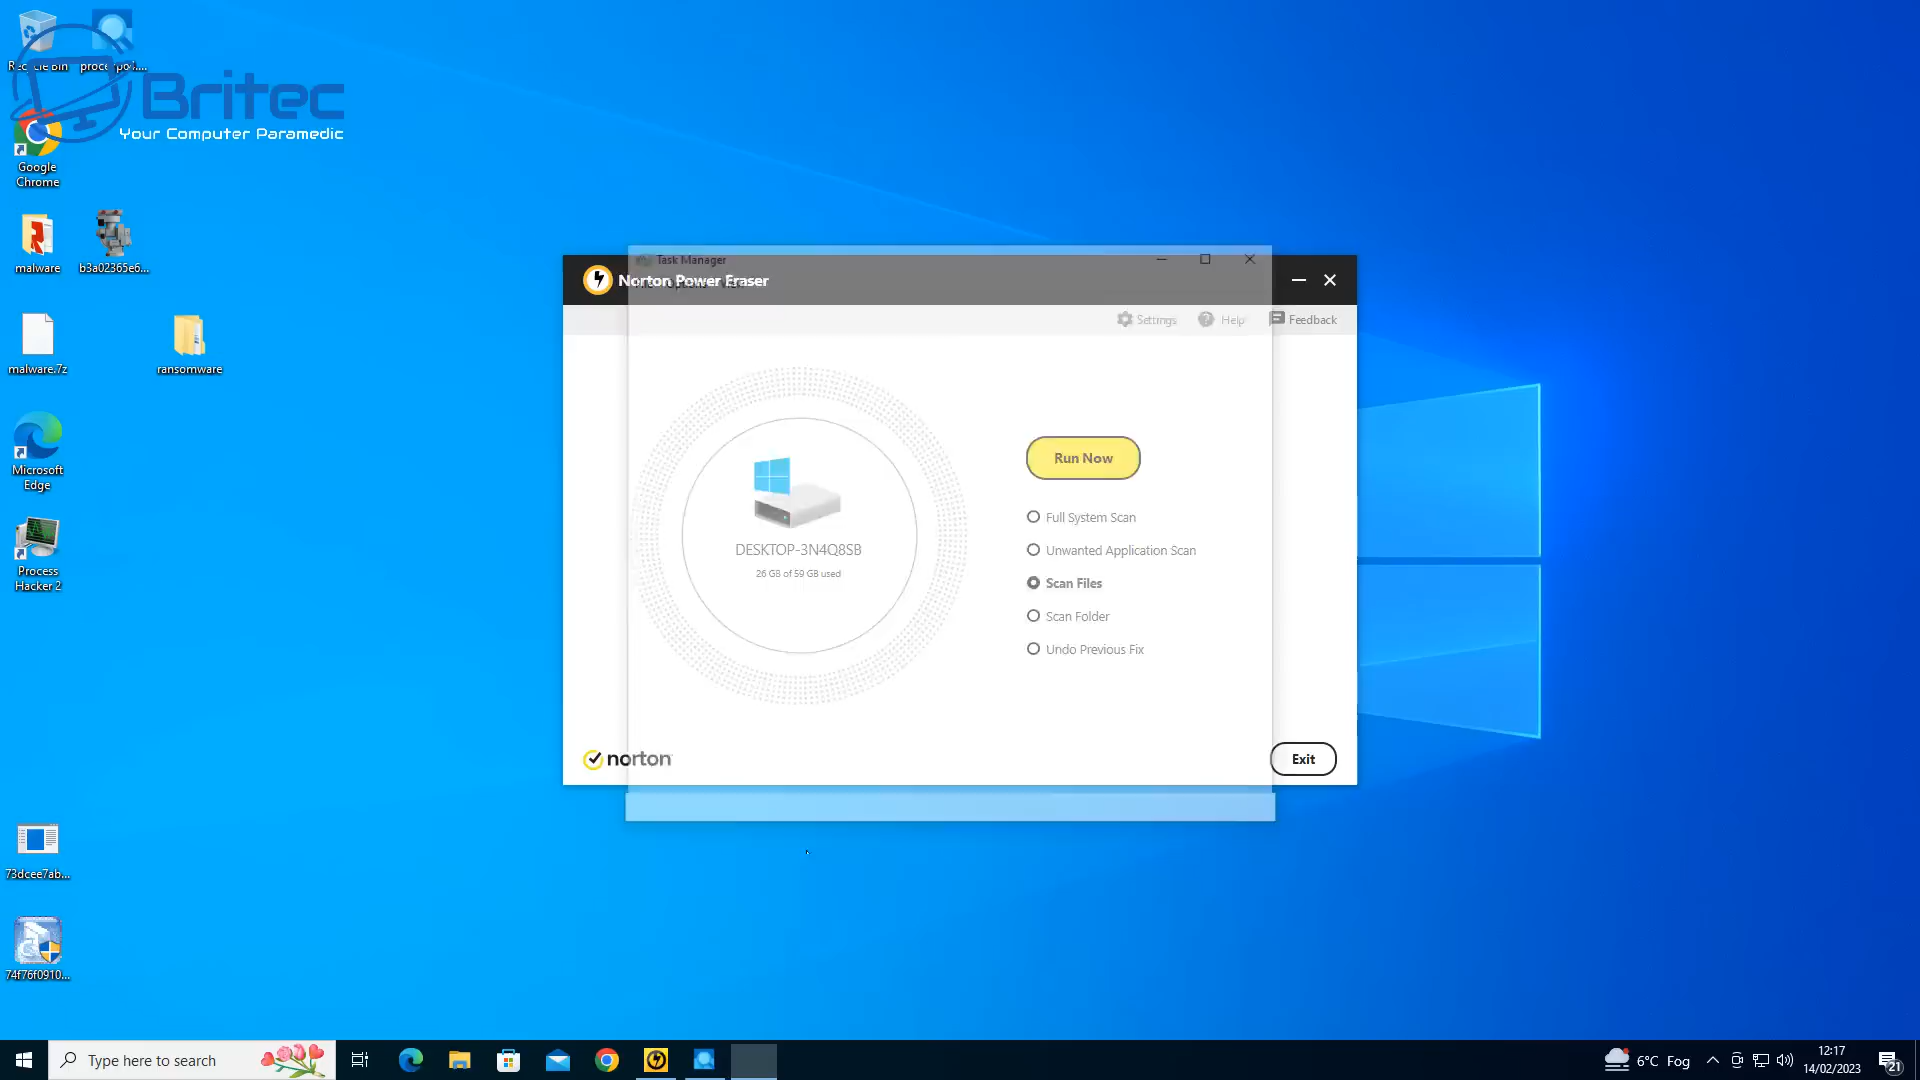 Recycle Bin
procexp64....
Britec
Your Computer Paramedic
Google
Chrome
malware
b3a02365e6...
malware.7z
ransomware
Microsoft
Edge
Process
Hacker 2
73dcee7ab...
74f76f0910...
Task Manager
Norton Power Eraser
Settings
Help
Feedback
DESKTOP-3N4Q8SB
26 GB of 59 GB used
Run Now
Full System Scan
Unwanted Application Scan
Scan Files
Scan Folder
Undo Previous Fix
norton
Exit
Type here to search
6°C Fog
12:17
14/02/2023
21